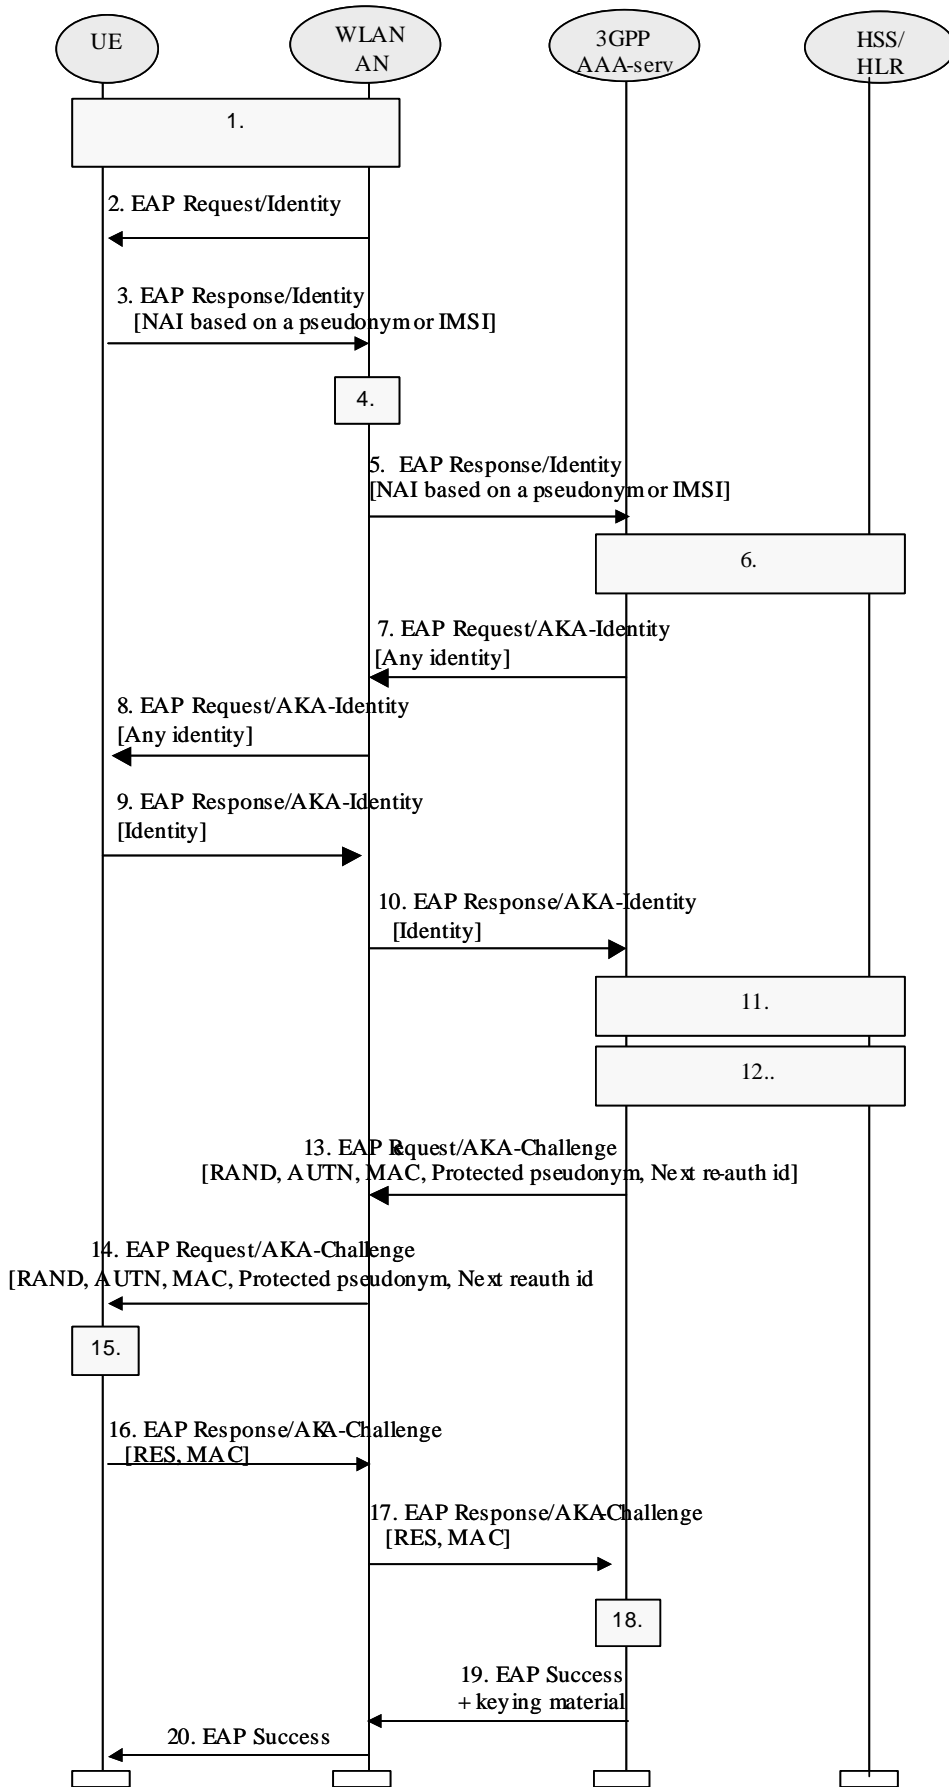 UE
WLAN
AN
3GPP
AAA-serv
HSS/
HLR
1.
2. EAP Request/Identity
3. EAP Response/Identity
[NAI based on a pseudonym or IMSI]
4.
5. EAP Response/Identity
[NAI based on a pseudonym or IMSI]
6.
7. EAP Request/AKA-Identity
[Any identity]
8. EAP Request/AKA-Identity
[Any identity]
9. EAP Response/AKA-Identity
[Identity]
10. EAP Response/AKA-Identity
[Identity]
11.
12..
13. EAP Request/AKA-Challenge
[RAND, AUTN, MAC, Protected pseudonym, Next re-auth id]
14. EAP Request/AKA-Challenge
[RAND, AUTN, MAC, Protected pseudonym, Next reauth id
15.
16. EAP Response/AKA-Challenge
[RES, MAC]
17. EAP Response/AKA-Challenge
[RES, MAC]
18.
19. EAP Success
+ keying material
20. EAP Success